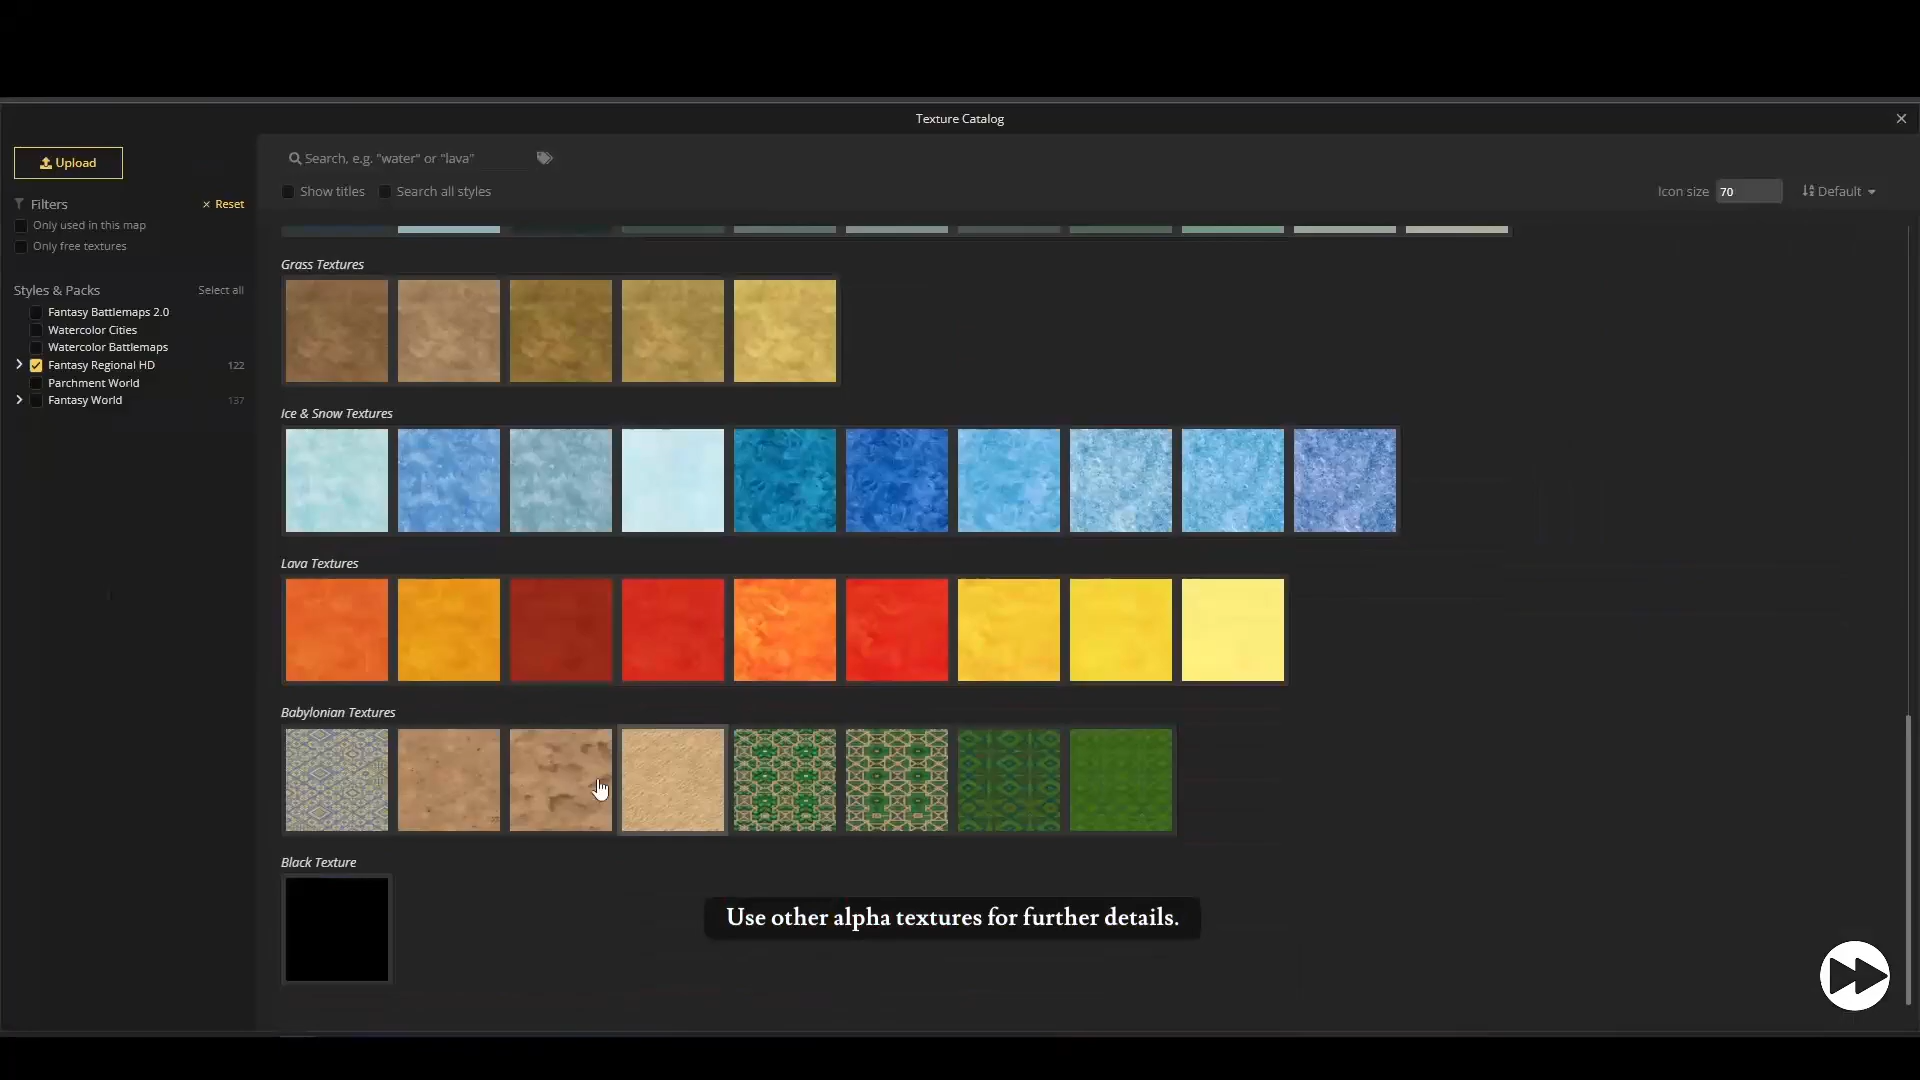 Texture Catalog
Upload
Search, e.g. "water" or "lava"
Show titles
Search all styles
Icon size
70
Default
Filters
Reset
Only used in this map
Only free textures
Styles & Packs
Select all
Fantasy Battlemaps 2.0
Watercolor Cities
Watercolor Battlemaps
Fantasy Regional HD
122
Parchment World
Fantasy World
137
Grass Textures
Ice & Snow Textures
Lava Textures
Babylonian Textures
Black Texture
Use other alpha textures for further details.